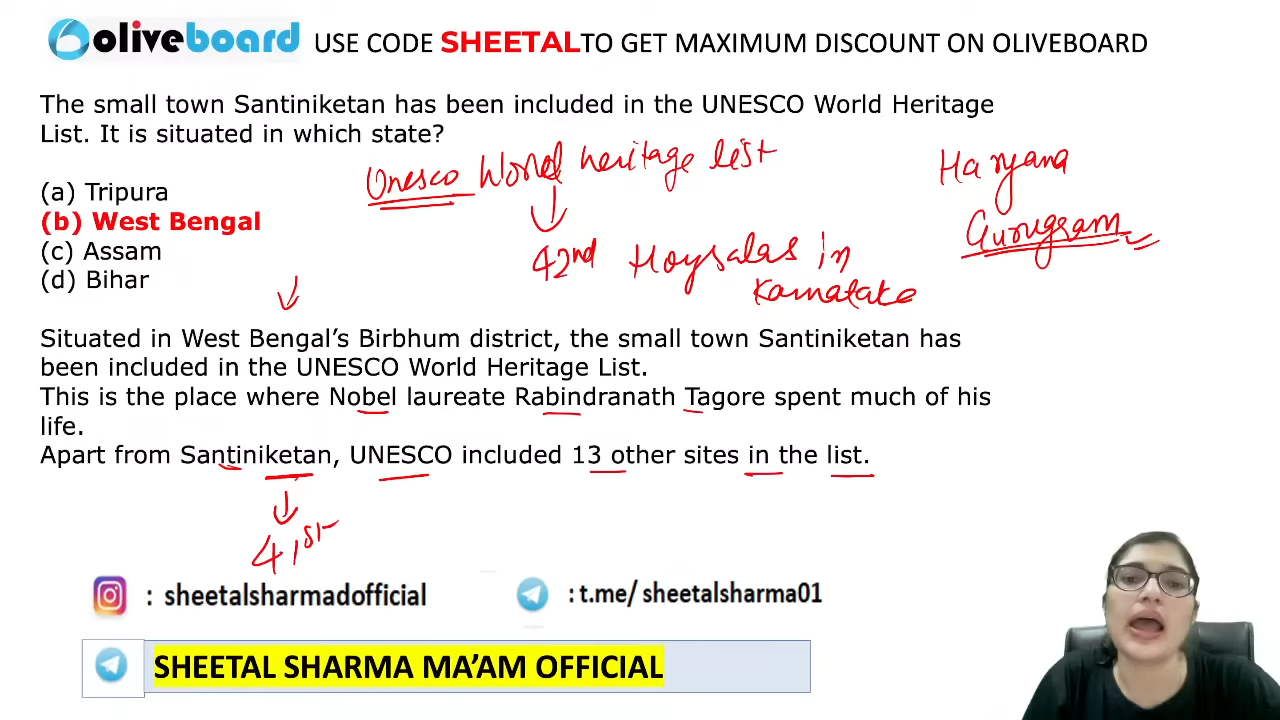 oliveboard USE CODE SHEETAL TO GET MAXIMUM DISCOUNT ON OLIVEBOARD
The small town Santiniketan has been included in the UNESCO World Heritage
List. It is situated in which state?
Unesco World heritage list
Haryana
(a) Tripura
(b) West Bengal
Gurugram
(c) Assam
42nd Hoysalas in
Karnataka
(d) Bihar
Situated in West Bengal’s Birbhum district, the small town Santiniketan has
been included in the UNESCO World Heritage List.
This is the place where Nobel laureate Rabindranath Tagore spent much of his
life.
Apart from Santiniketan, UNESCO included 13 other sites in the list.
41st
: sheetalsharmadofficial
: t.me/ sheetalsharma01
SHEETAL SHARMA MA’AM OFFICIAL